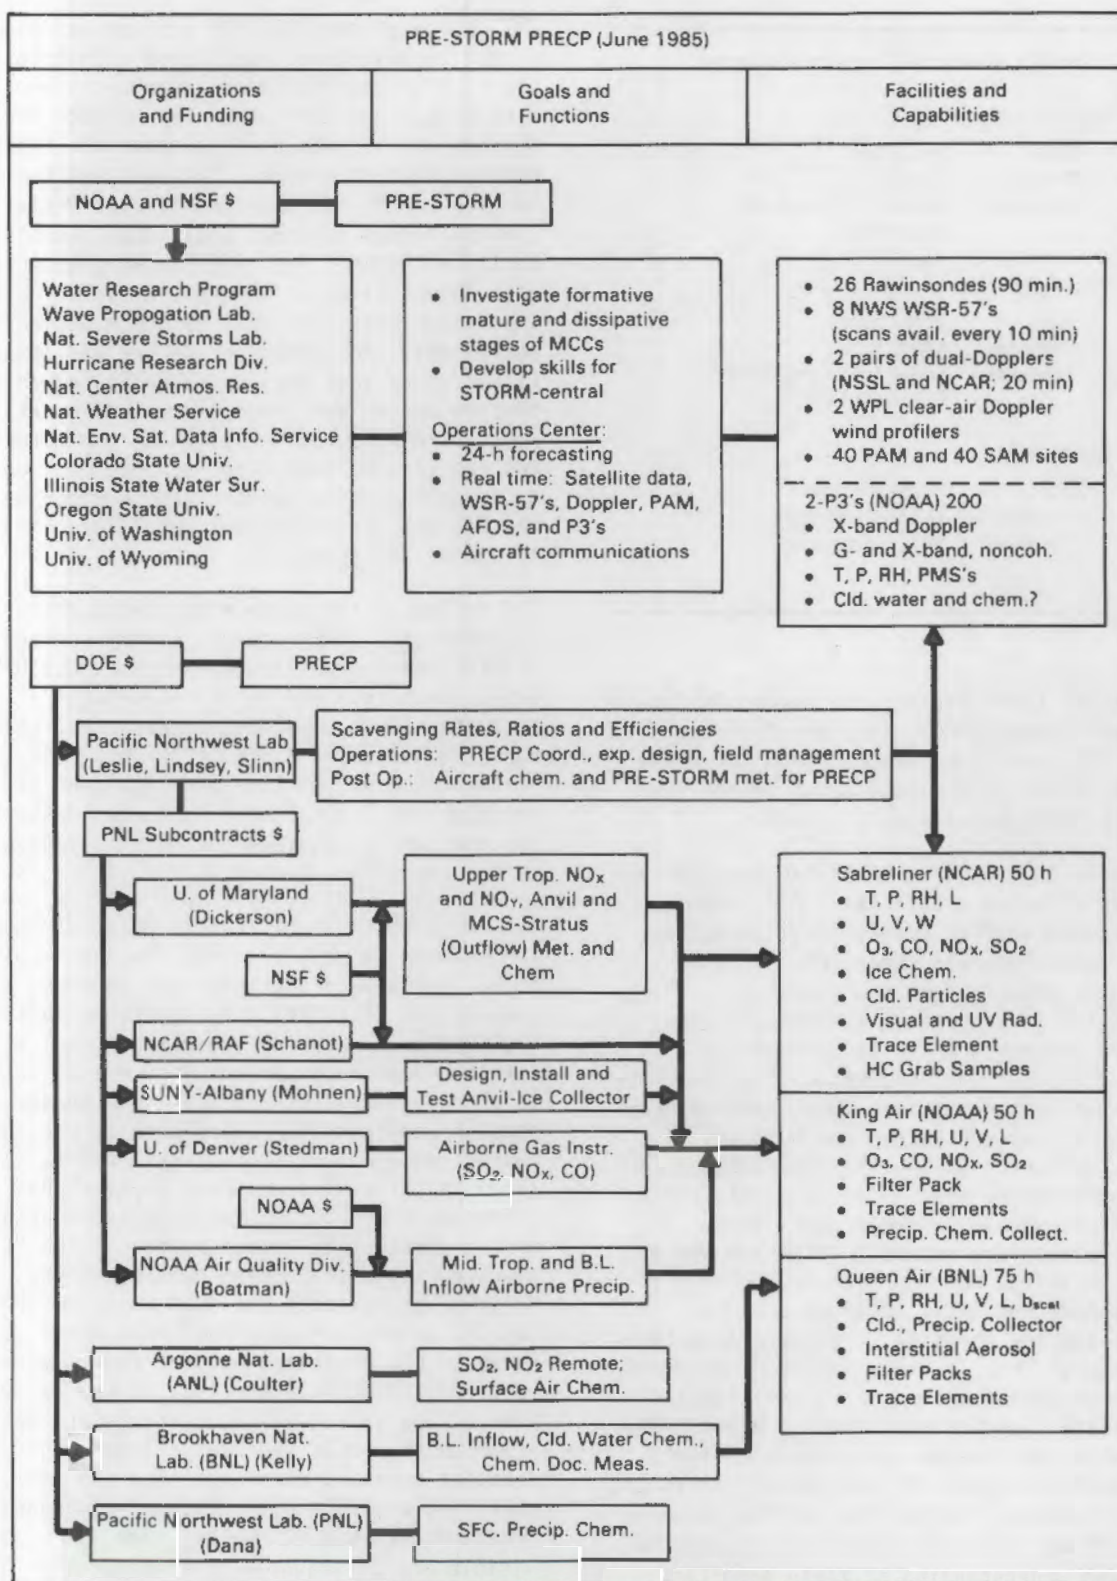 PRE-STORM PRECP (June 1985)
Organizations
and Funding
Goals and
Functions
Facilities and
Capabilities
NOAA and NSF $
PRE-STORM
Water Research Program
Wave Propogation Lab.
Nat. Severe Storms Lab.
Hurricane Research Div.
Nat. Center Atmos. Res.
Nat. Weather Service
Nat. Env. Sat. Data Info. Service
Colorado State Univ.
Illinois State Water Sur.
Oregon State Univ.
Univ. of Washington
Univ. of Wyoming
• Investigate formative
mature and dissipative
stages of MCCs
• Develop skills for
STORM-central
Operations Center:
• 24-h forecasting
• Real time: Satellite data,
WSR-57's, Doppler, PAM,
AFOS, and P3's
• Aircraft communications
• 26 Rawinsondes (90 min.)
• 8 NWS WSR-57's
(scans avail. every 10 min)
• 2 pairs of dual-Dopplers
(NSSL and NCAR; 20 min)
• 2 WPL clear-air Doppler
wind profilers
• 40 PAM and 40 SAM sites
2-P3's (NOAA) 200
• X-band Doppler
• G- and X-band, noncoh.
• T, P, RH, PMS's
• Cld. water and chem.?
DOE $
PRECP
Pacific Northwest Lab
(Leslie, Lindsey, Slinn)
Scavenging Rates, Ratios and Efficiencies
Operations: PRECP Coord., exp. design, field management
Post Op.: Aircraft chem. and PRE-STORM met. for PRECP
PNL Subcontracts $
U. of Maryland
(Dickerson)
Upper Trop. NOx
and NOY, Anvil and
MCS-Stratus
(Outflow) Met. and
Chem
NSF $
NCAR/RAF (Schanot)
SUNY-Albany (Mohnen)
Design, Install and
Test Anvil-Ice Collector
U. of Denver (Stedman)
Airborne Gas Instr.
(SO2, NOx, CO)
NOAA $
NOAA Air Quality Div.
(Boatman)
Mid. Trop. and B.L.
Inflow Airborne Precip.
Sabreliner (NCAR) 50 h
• T, P, RH, L
• U, V, W
• O3, CO, NOx, SO2
• Ice Chem.
• Cld. Particles
• Visual and UV Rad.
• Trace Element
• HC Grab Samples
King Air (NOAA) 50 h
• T, P, RH, U, V, L
• O3, CO, NOx, SO2
• Filter Pack
• Trace Elements
• Precip. Chem. Collect.
Queen Air (BNL) 75 h
• T, P, RH, U, V, L, bscat
• Cld., Precip. Collector
• Interstitial Aerosol
• Filter Packs
• Trace Elements
Argonne Nat. Lab.
(ANL) (Coulter)
SO2, NO2 Remote;
Surface Air Chem.
Brookhaven Nat.
Lab. (BNL) (Kelly)
B.L. Inflow, Cld. Water Chem.,
Chem. Doc. Meas.
Pacific Northwest Lab. (PNL)
(Dana)
SFC. Precip. Chem.